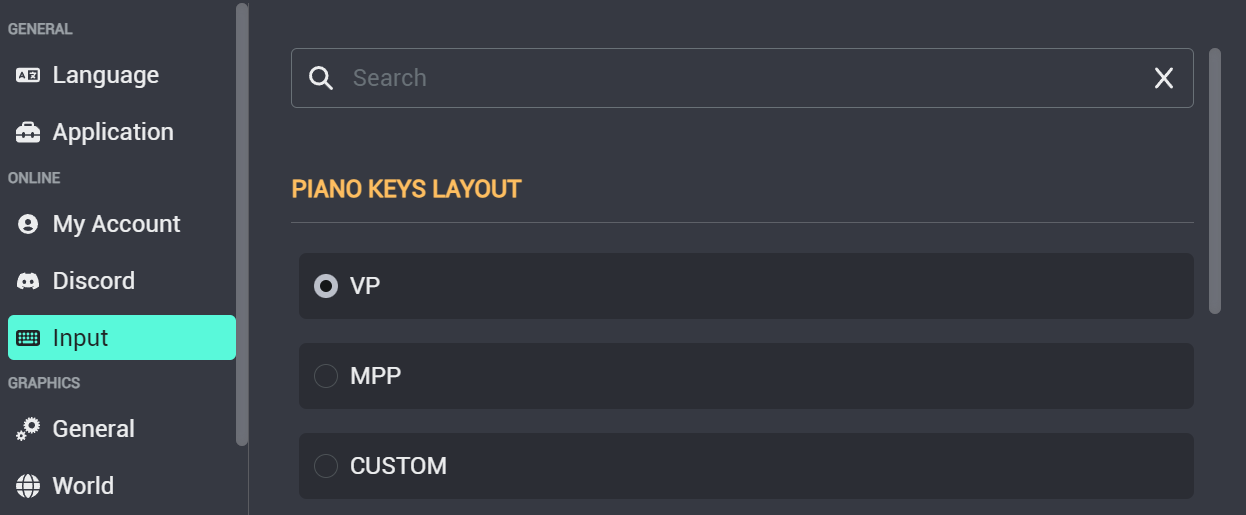 GENERAL
Language
Application
ONLINE
My Account
Discord
Input
GRAPHICS
General
World
Search
PIANO KEYS LAYOUT
VP
MPP
CUSTOM